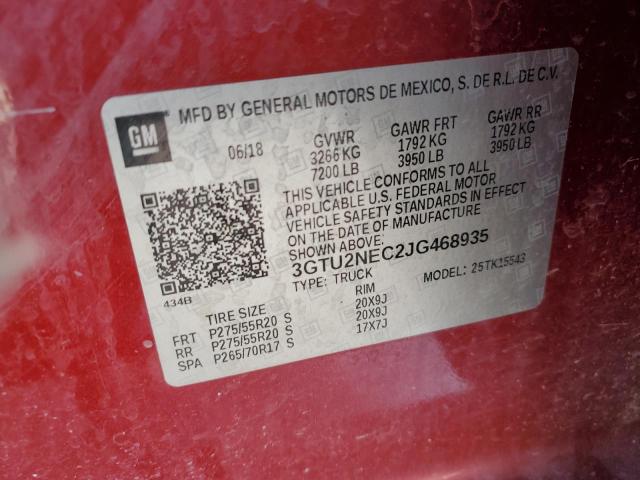 MFD BY GENERAL MOTORS DE MEXICO, S. DE R.L. DE C.V.
GM
06/18 GVWR GAWR FRT GAWR RR
3266 KG 1792 KG 1792 KG
7200 LB 3950 LB 3950 LB
THIS VEHICLE CONFORMS TO ALL
APPLICABLE U.S. FEDERAL MOTOR
VEHICLE SAFETY STANDARDS IN EFFECT
ON THE DATE OF MANUFACTURE
3GTU2NEC2JG468935
TYPE: TRUCK MODEL: 25TK15543
434B
TIRE SIZE RIM
FRT P275/55R20 S 20X9J
RR P275/55R20 S 20X9J
SPA P265/70R17 S 17X7J